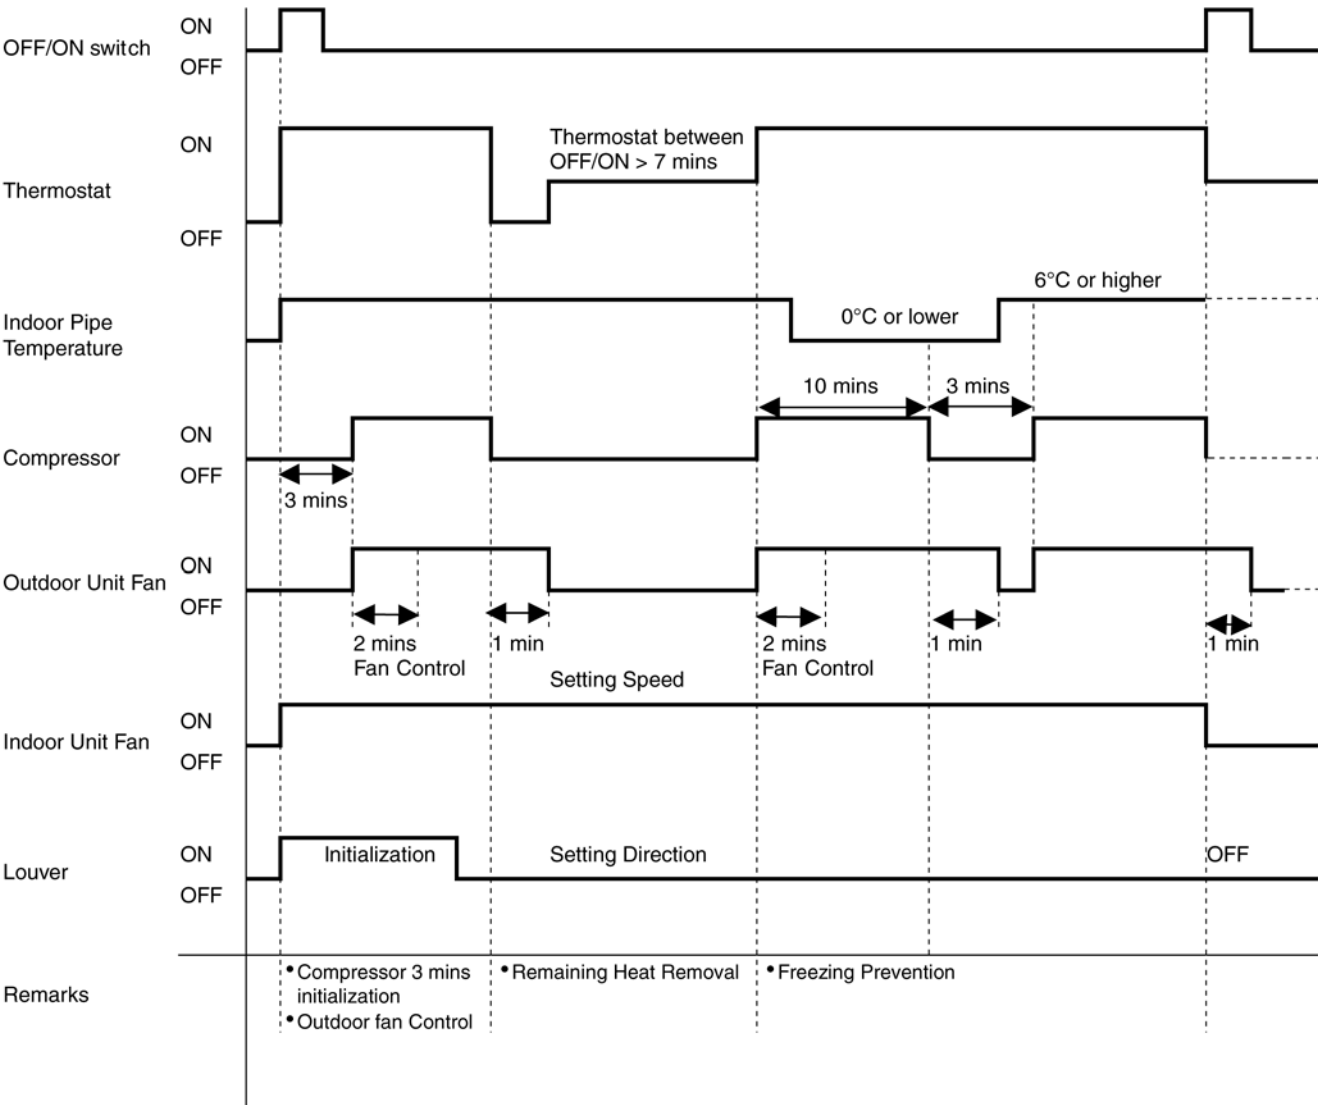 ON
OFF/ON switch
OFF
ON
Thermostat between
OFF/ON > 7 mins
Thermostat
OFF
6°C or higher
Indoor Pipe
Temperature
0°C or lower
10 mins
3 mins
ON
Compressor
OFF
3 mins
ON
Outdoor Unit Fan
OFF
2 mins
Fan Control
1 min
2 mins
Fan Control
1 min
1 min
Setting Speed
ON
Indoor Unit Fan
OFF
ON
Initialization
Setting Direction
OFF
Louver
OFF
Remarks
• Compressor 3 mins
initialization
• Outdoor fan Control
• Remaining Heat Removal
• Freezing Prevention